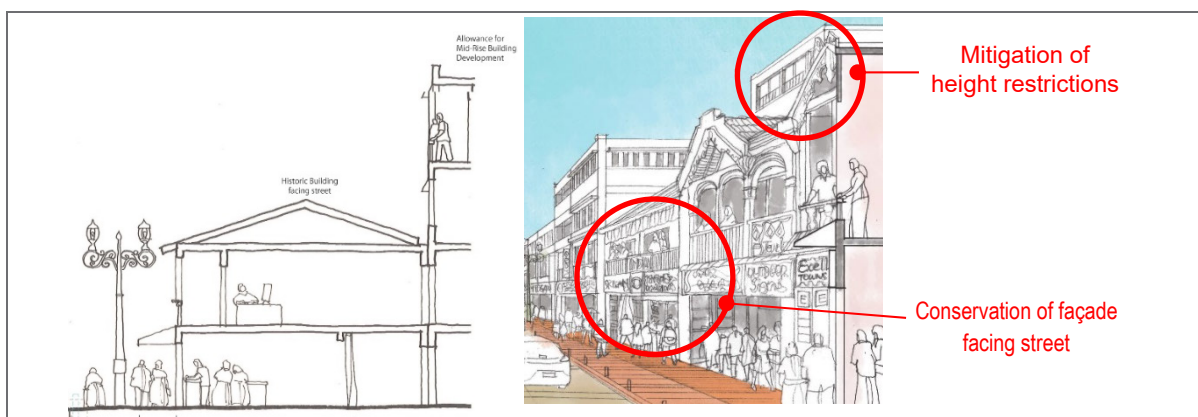 Allowance for
Mid-Rise Building
Development
Historic Building
facing street
Mitigation of
height restrictions
Conservation of façade
facing street